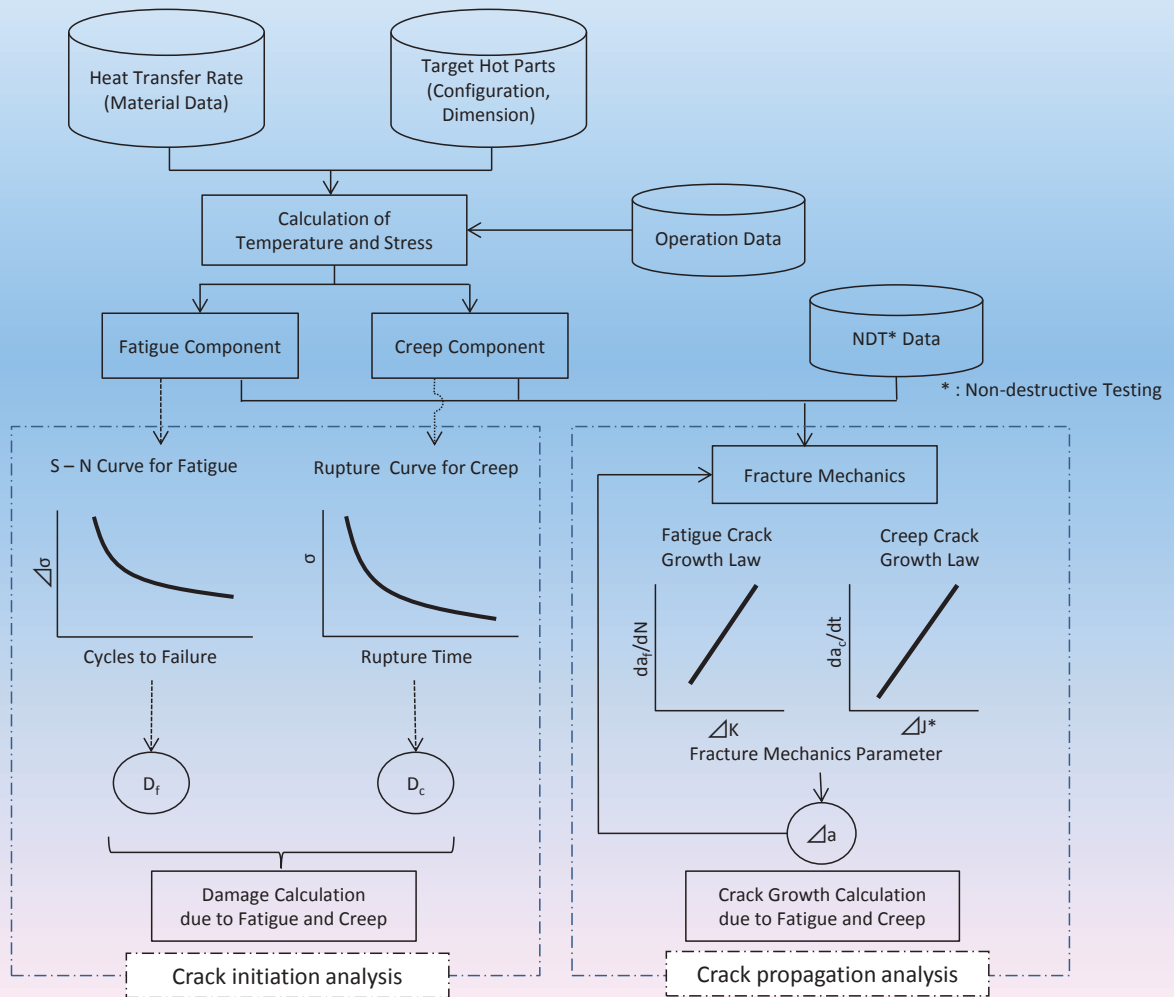 Heat Transfer Rate
(Material Data)
Target Hot Parts
(Configuration,
Dimension)
Calculation of
Temperature and Stress
Operation Data
Fatigue Component
Creep Component
NDT* Data
* : Non-destructive Testing
S – N Curve for Fatigue
Δσ
Cycles to Failure
D_f
Rupture Curve for Creep
σ
Rupture Time
D_c
Damage Calculation
due to Fatigue and Creep
Crack initiation analysis
Fracture Mechanics
Fatigue Crack
Growth Law
da_f/dN
ΔK
Creep Crack
Growth Law
da_c/dt
ΔJ*
Fracture Mechanics Parameter
Δa
Crack Growth Calculation
due to Fatigue and Creep
Crack propagation analysis